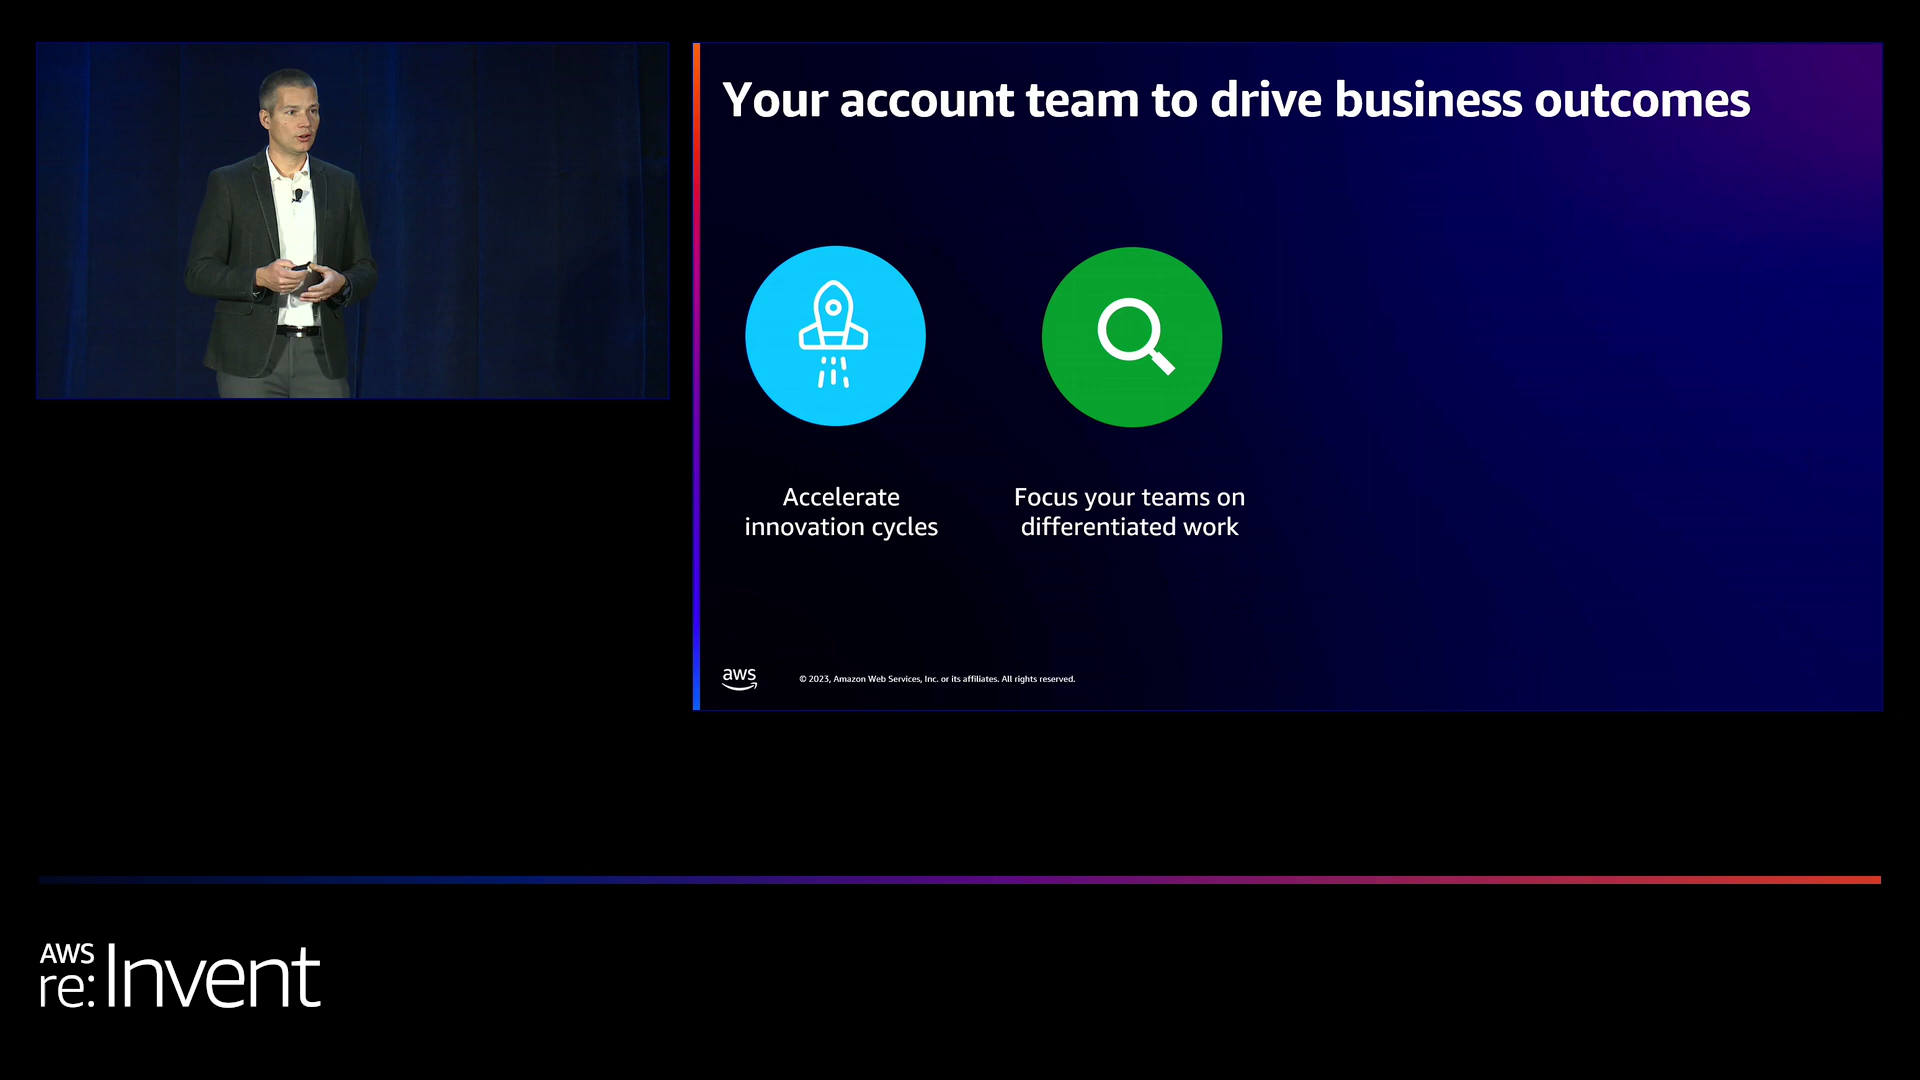 Your account team to drive business outcomes
Accelerate
innovation cycles
Focus your teams on
differentiated work
aws
© 2023, Amazon Web Services, Inc. or its affiliates. All rights reserved.
AWS
re:Invent